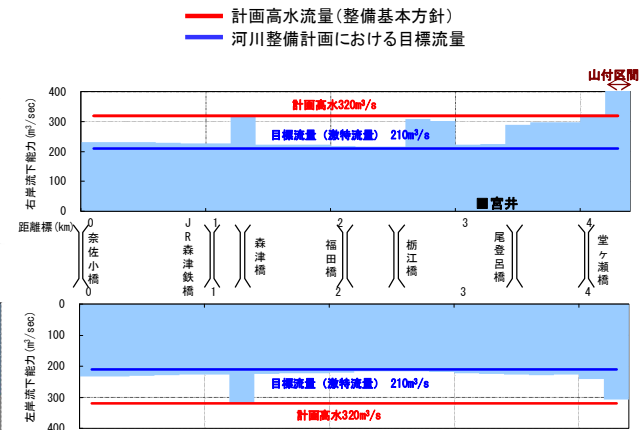 計画高水流量(整備基本方針)
河川整備計画における目標流量
山付区間
右岸流下能力(m³/sec)
400
300
200
100
0
計画高水320m³/s
目標流量(激特流量) 210m³/s
■宮井
距離標(km)
0 1 2 3 4
奈佐小橋
JR森津鉄橋
森津橋
福田橋
栃江橋
尾登呂橋
堂ヶ瀬橋
0 1 2 3 4
左岸流下能力(m³/sec)
0
100
200
300
400
目標流量(激特流量) 210m³/s
計画高水320m³/s